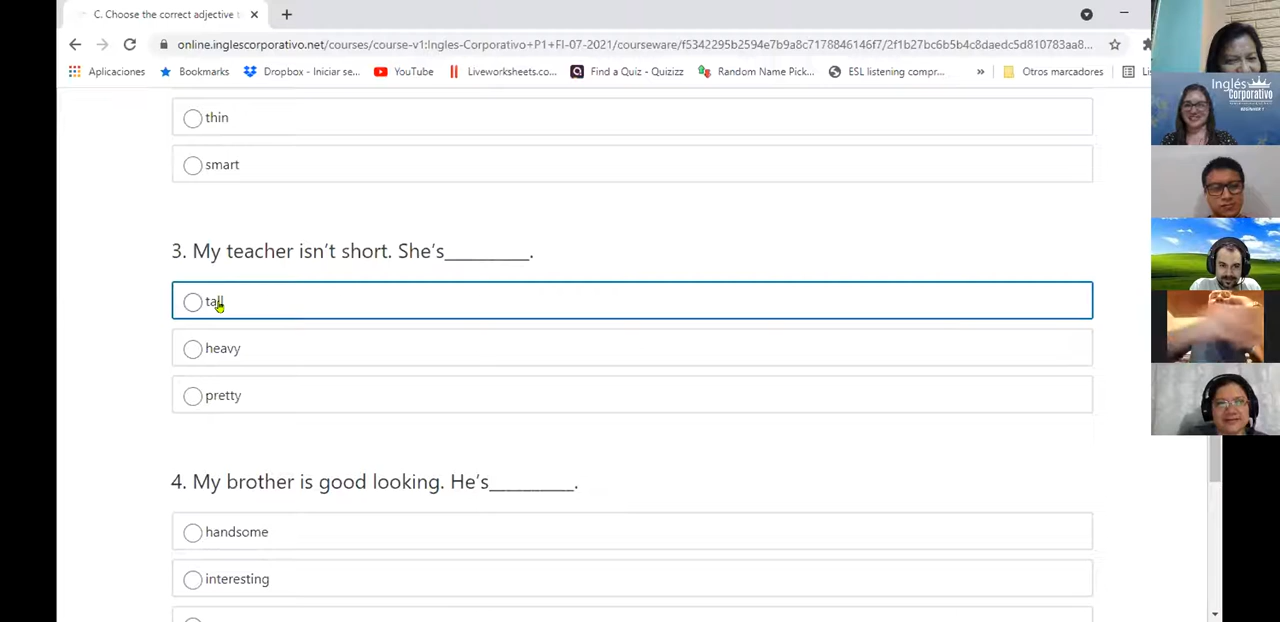 C. Choose the correct adjective t
online.inglescorporativo.net/courses/course-v1:Inglés-Corporativo+P1+FI-07-2021/courseware/f5342295b2594e7b9a8c7178846146f7/2f1b27bc6b5b4c8daedc5d810783aa8...
Aplicaciones
Bookmarks
Dropbox - Iniciar se...
YouTube
Liveworksheets.co...
Find a Quiz - Quizizz
Random Name Pick...
ESL listening compr...
»
Otros marcadores
Lis
Inglés
Corporativo
thin
smart
3. My teacher isn't short. She's________.
tall
heavy
pretty
4. My brother is good looking. He's_________.
handsome
interesting